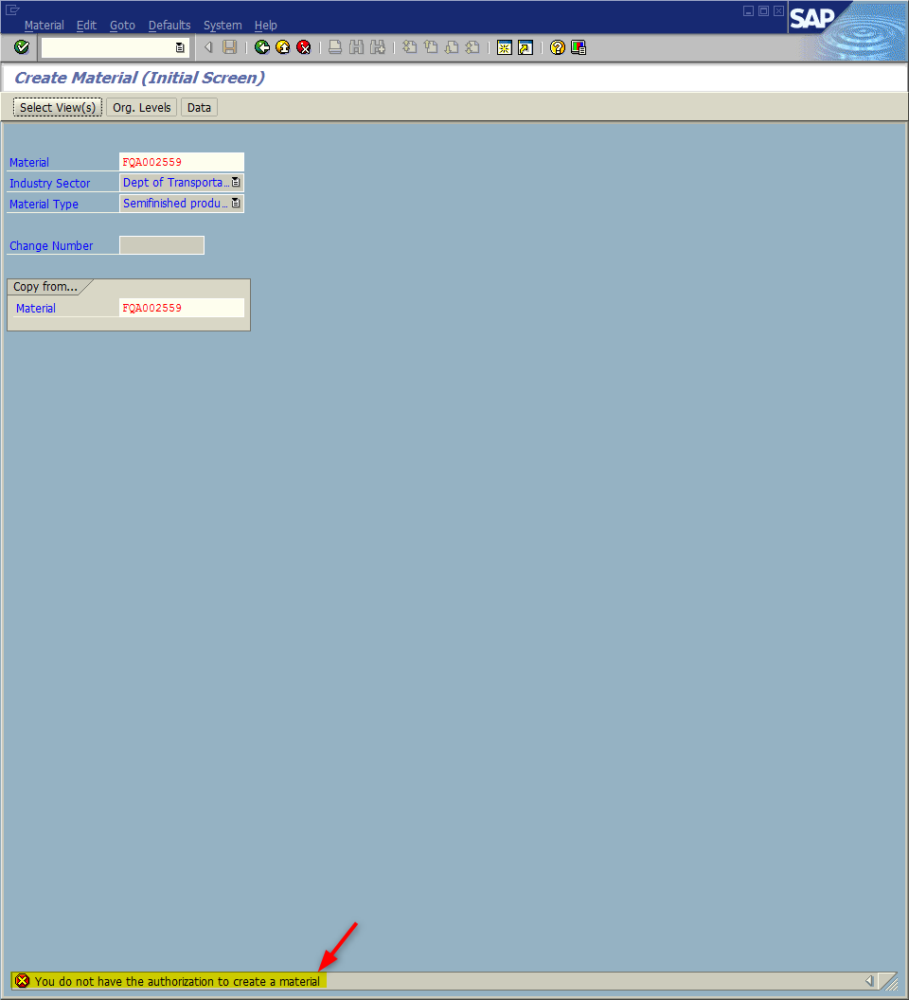 Material Edit Goto Defaults System Help
SAP
Create Material (Initial Screen)
Select View(s) Org. Levels Data
Material FQA002559
Industry Sector Dept of Transporta...
Material Type Semifinished produ...
Change Number
Copy from...
Material FQA002559
You do not have the authorization to create a material